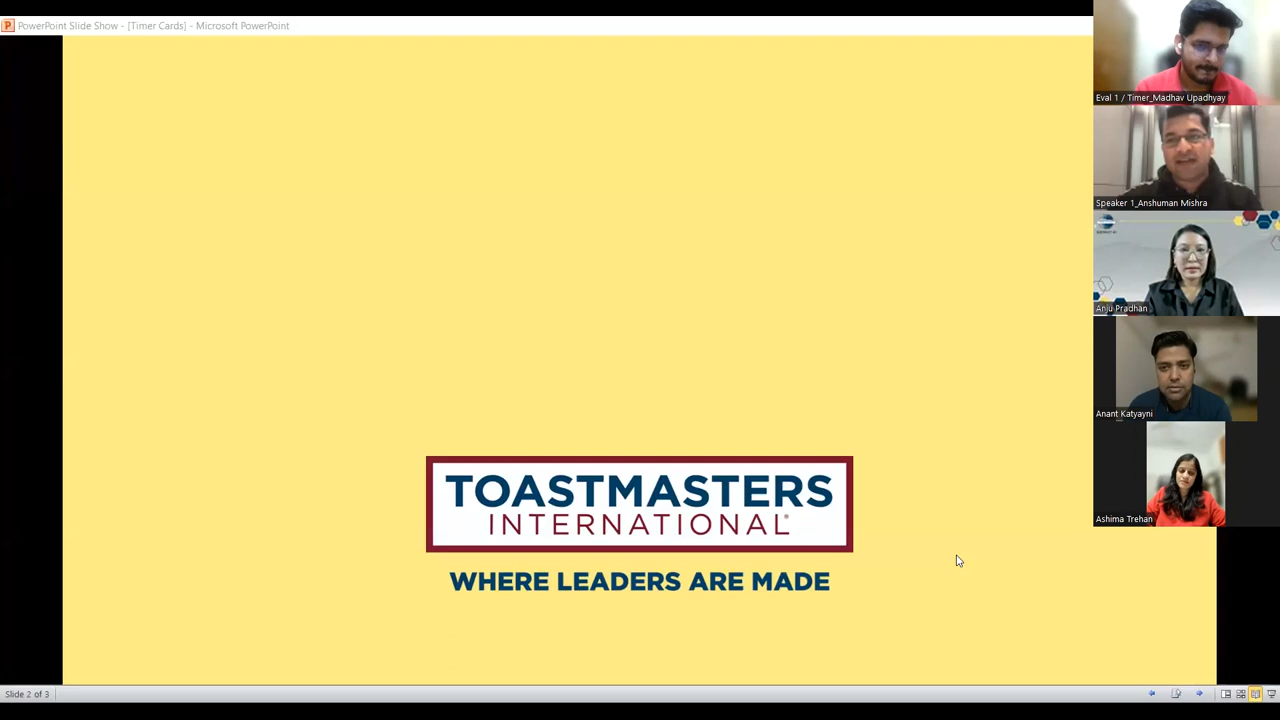 PowerPoint Slide Show - [Timer Cards] - Microsoft PowerPoint
Eval 1 / Timer_Madhav Upadhyay
Speaker 1_Anshuman Mishra
Anju Pradhan
Anant Katyayni
Ashima Trehan
TOASTMASTERS
INTERNATIONAL®
WHERE LEADERS ARE MADE
Slide 2 of 3